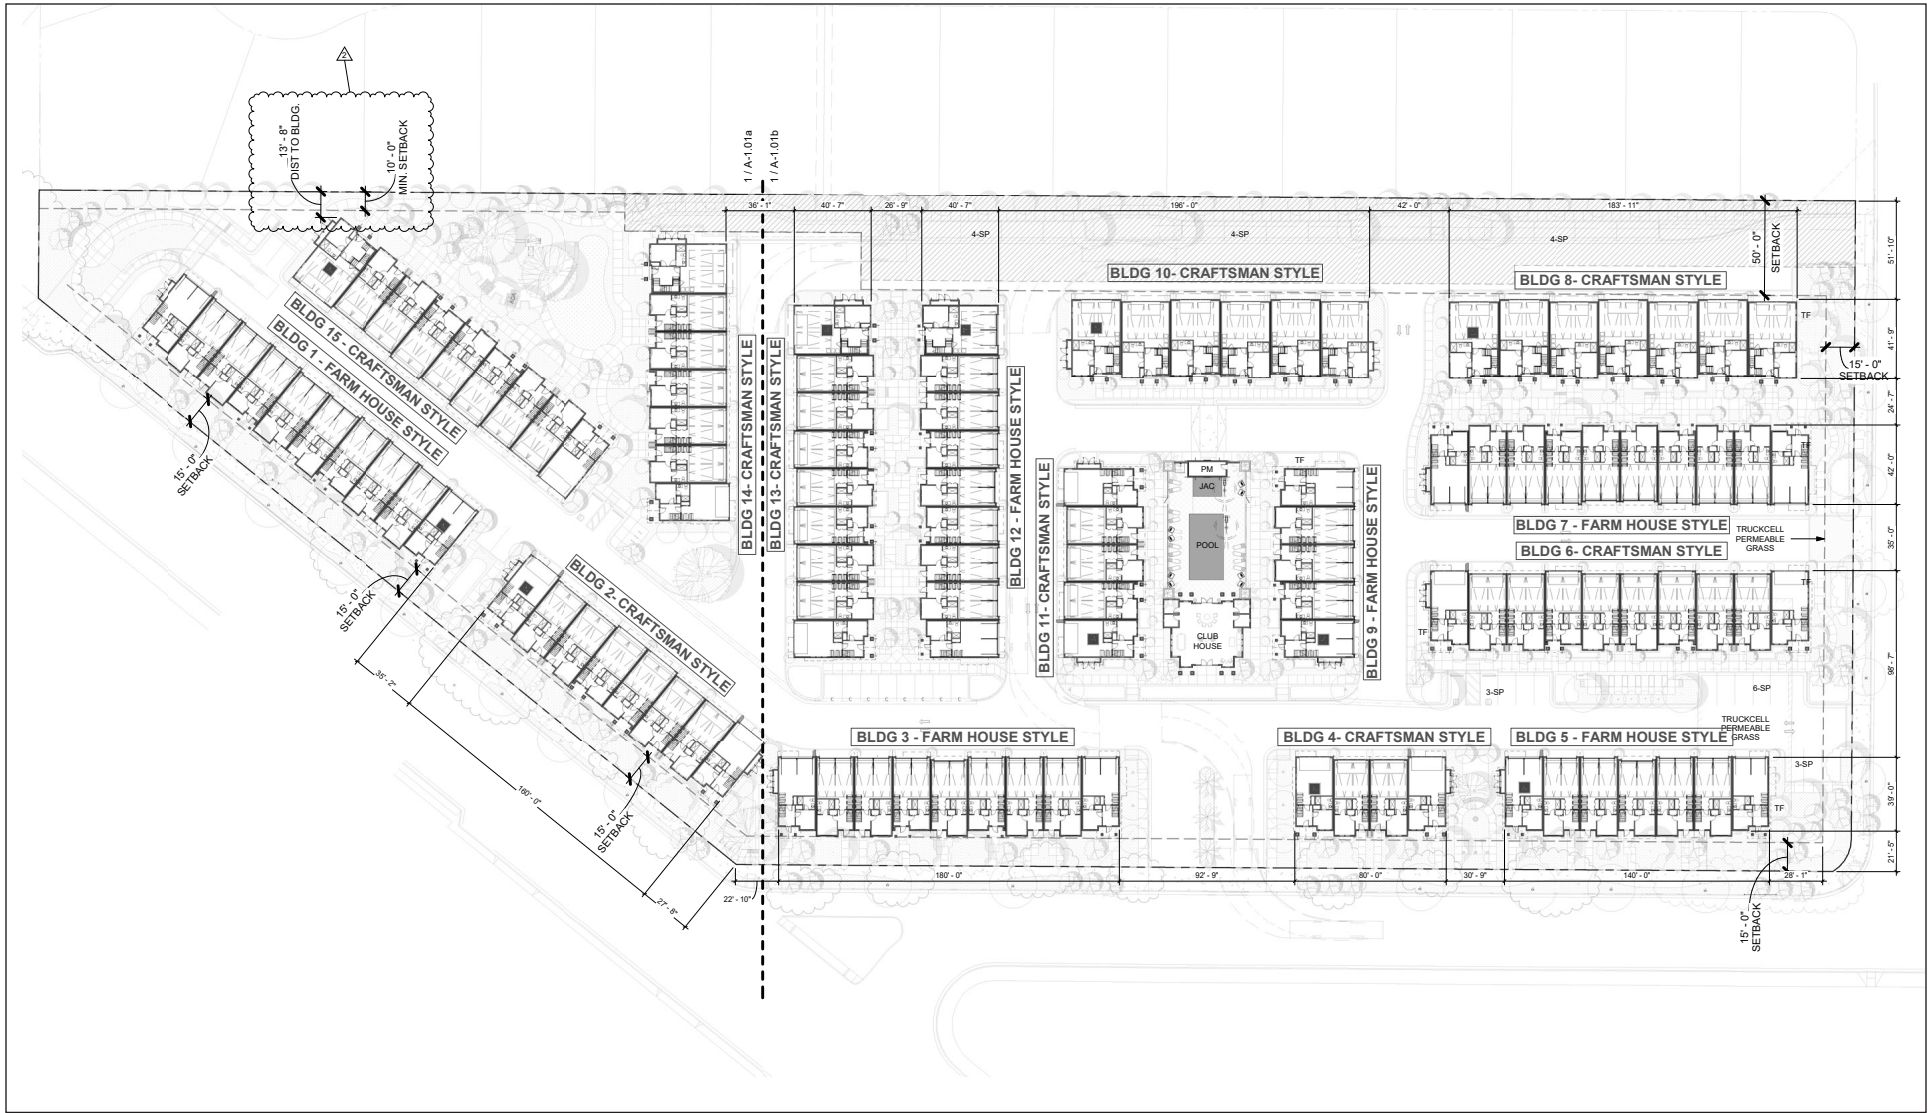 2
13' - 8"
DIST TO BLDG.
10' - 0"
MIN. SETBACK
1 / A-1.01a
1 / A-1.01b
36' - 1"
40' - 7"
26' - 9"
40' - 7"
196' - 0"
42' - 0"
183' - 11"
4-SP
4-SP
4-SP
50' - 0"
SETBACK
51' - 10"
BLDG 10- CRAFTSMAN STYLE
BLDG 8- CRAFTSMAN STYLE
TF
41' - 9"
15' - 0"
SETBACK
24' - 7"
BLDG 15 - CRAFTSMAN STYLE
BLDG 1 - FARM HOUSE STYLE
BLDG 14- CRAFTSMAN STYLE
BLDG 13- CRAFTSMAN STYLE
BLDG 12 - FARM HOUSE STYLE
BLDG 11- CRAFTSMAN STYLE
BLDG 9 - FARM HOUSE STYLE
15' - 0"
SETBACK
TF
TF
42' - 0"
PM
JAC
POOL
CLUB
HOUSE
BLDG 7 - FARM HOUSE STYLE
TRUCKCELL
PERMEABLE
GRASS
35' - 0"
BLDG 6- CRAFTSMAN STYLE
TF
TF
15' - 0"
SETBACK
BLDG 2- CRAFTSMAN STYLE
35' - 2"
98' - 7"
3-SP
6-SP
TRUCKCELL
PERMEABLE
GRASS
BLDG 3 - FARM HOUSE STYLE
BLDG 4- CRAFTSMAN STYLE
BLDG 5 - FARM HOUSE STYLE
3-SP
TF
39' - 0"
160' - 0"
15' - 0"
SETBACK
21' - 5"
27' - 8"
22' - 10"
180' - 0"
92' - 9"
80' - 0"
30' - 9"
140' - 0"
28' - 1"
15' - 0"
SETBACK